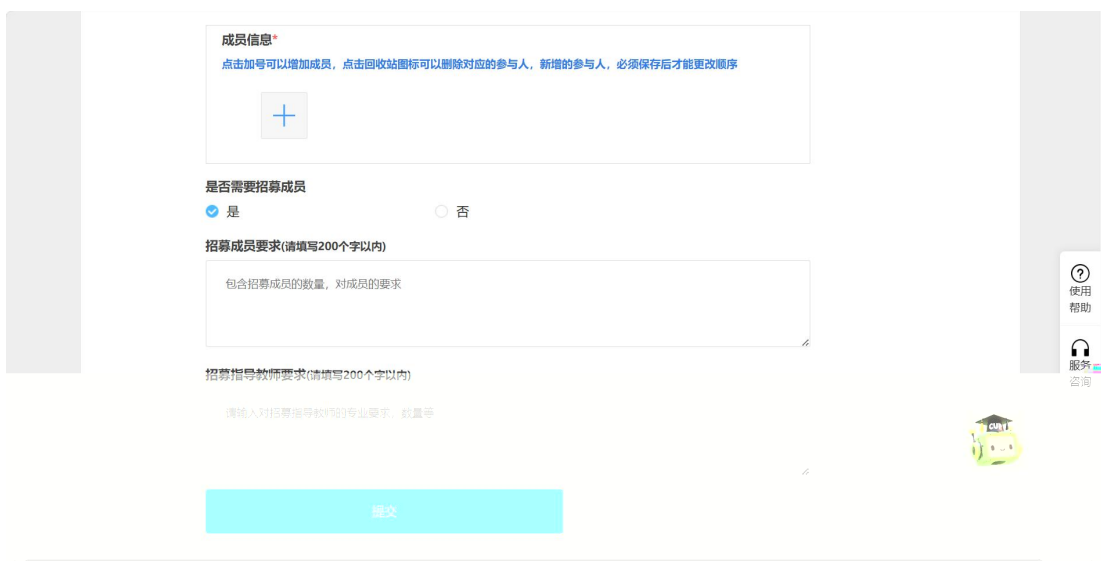 成员信息*
点击加号可以增加成员，点击回收站图标可以删除对应的参与人，新增的参与人，必须保存后才能更改顺序
是否需要招募成员
是
否
招募成员要求(请填写200个字以内)
包含招募成员的数量，对成员的要求
使用
帮助
招募指导教师要求(请填写200个字以内)
服务
咨询
请输入对招募指导教师的专业要求，数量等
提交